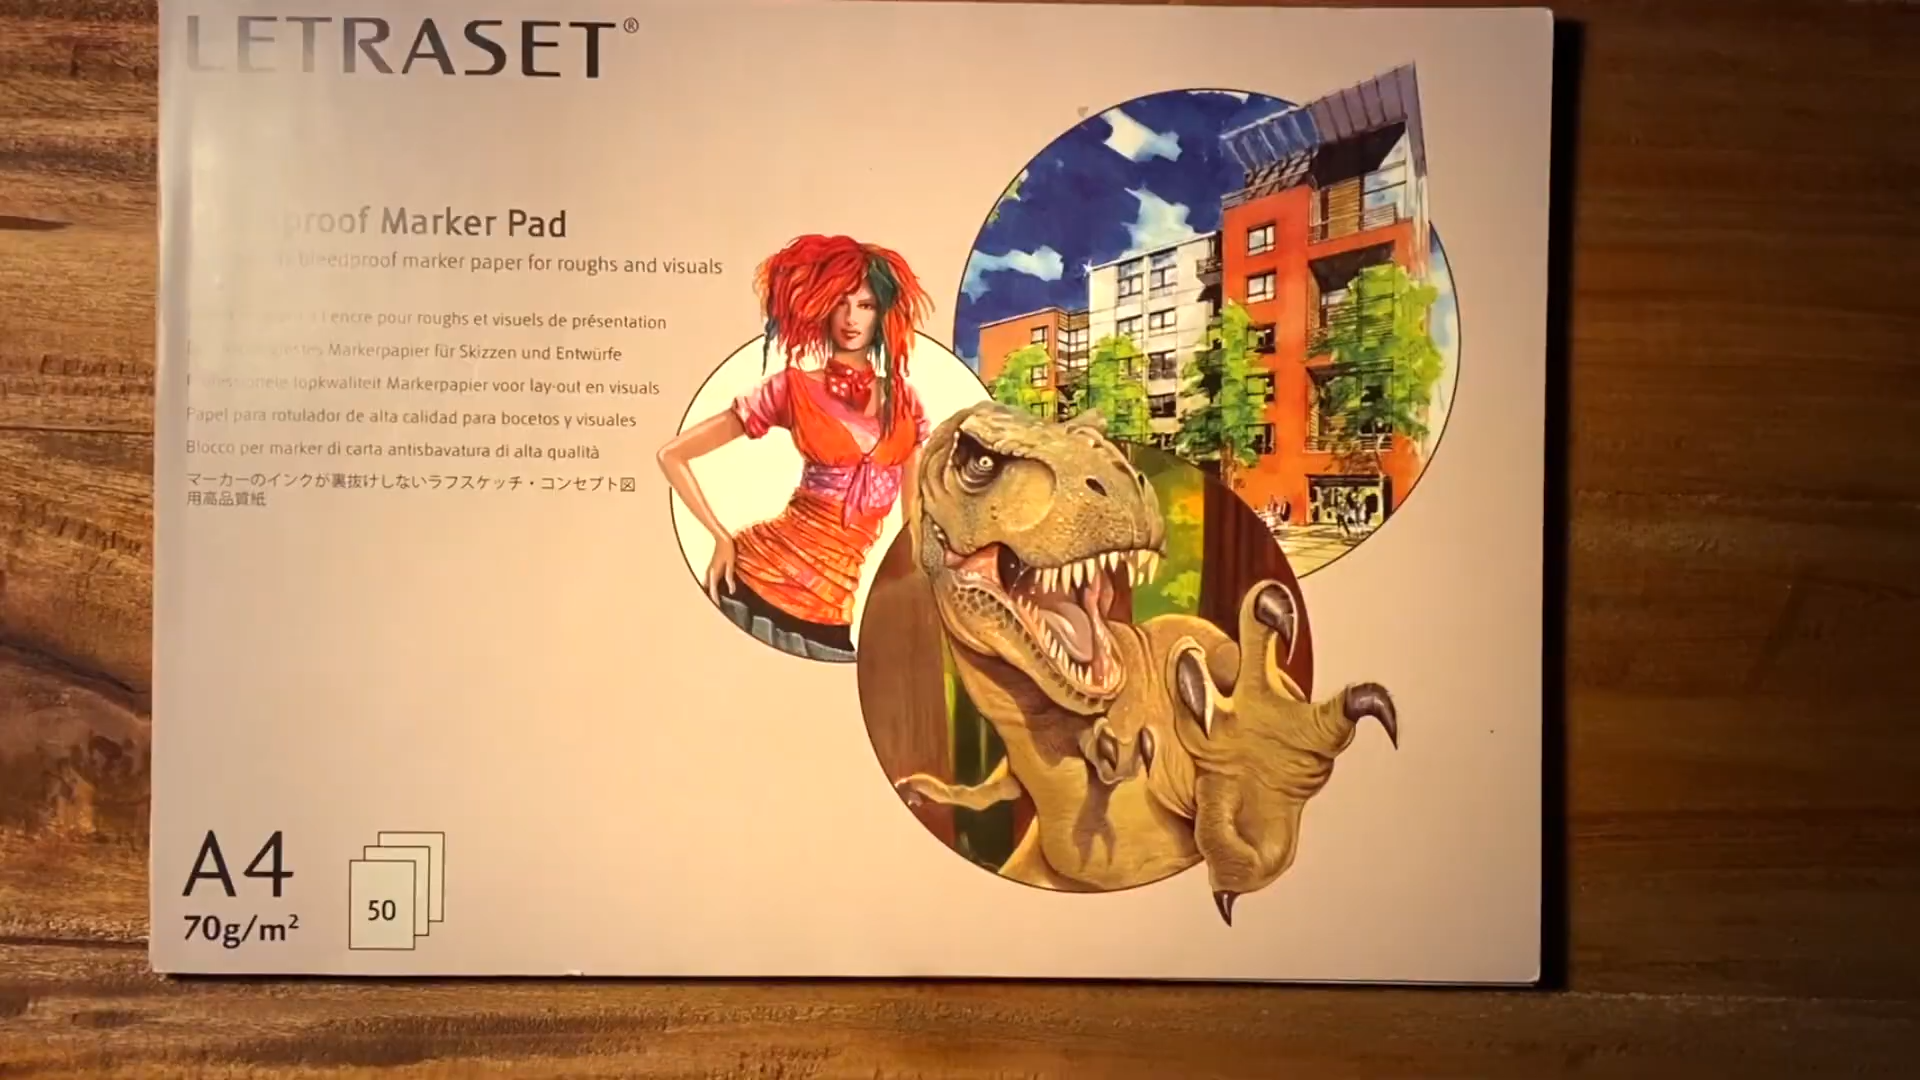 LETRASET®
proof Marker Pad
bleedproof marker paper for roughs and visuals
l'encre pour roughs et visuels de présentation
Markerpapier für Skizzen und Entwürfe
topkwaliteit Markerpapier voor lay-out en visuals
Papel para rotulador de alta calidad para bocetos y visuales
Blocco per marker di carta antisbavatura di alta qualità
マーカーのインクが裏抜けしないラフスケッチ・コンセプト図
用高品質紙
A4
70g/m²
50